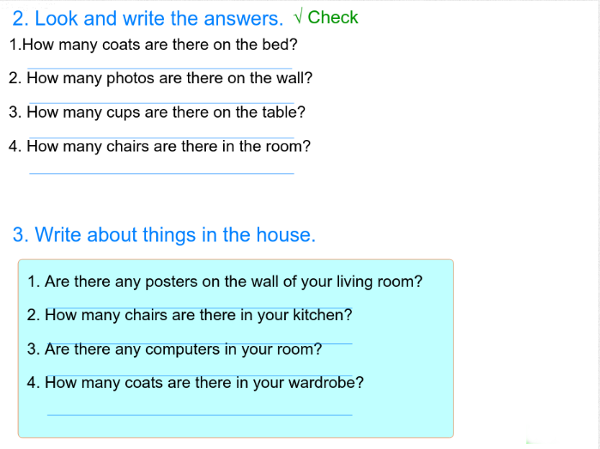 2. Look and write the answers. √ Check
1.How many coats are there on the bed?
2. How many photos are there on the wall?
3. How many cups are there on the table?
4. How many chairs are there in the room?
3. Write about things in the house.
1. Are there any posters on the wall of your living room?
2. How many chairs are there in your kitchen?
3. Are there any computers in your room?
4. How many coats are there in your wardrobe?